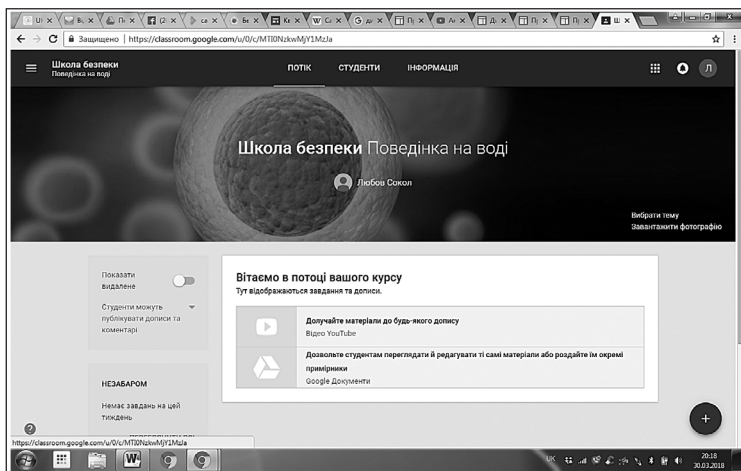 Защищено | https://classroom.google.com/u/0/c/MTI0NzkwMjY1MzJa
Школа безпеки
Поведінка на воді
ПОТІК СТУДЕНТИ ІНФОРМАЦІЯ
Л
Школа безпеки Поведінка на воді
Любов Сокол
Вибрати тему
Завантажити фотографію
Показати
видалене
Студенти можуть
публікувати дописи та
коментарі
Вітаємо в потоці вашого курсу
Тут відображаються завдання та дописи.
Долучайте матеріали до будь-якого допису
Відео YouTube
Дозвольте студентам переглядати й редагувати ті самі матеріали або роздайте їм окремі
примірники
Google Документи
НЕЗАБАРОМ
Немає завдань на цей
тиждень
https://classroom.google.com/u/0/c/MTI0NzkwMjY1MzJa
UK
20:18
30.03.2018